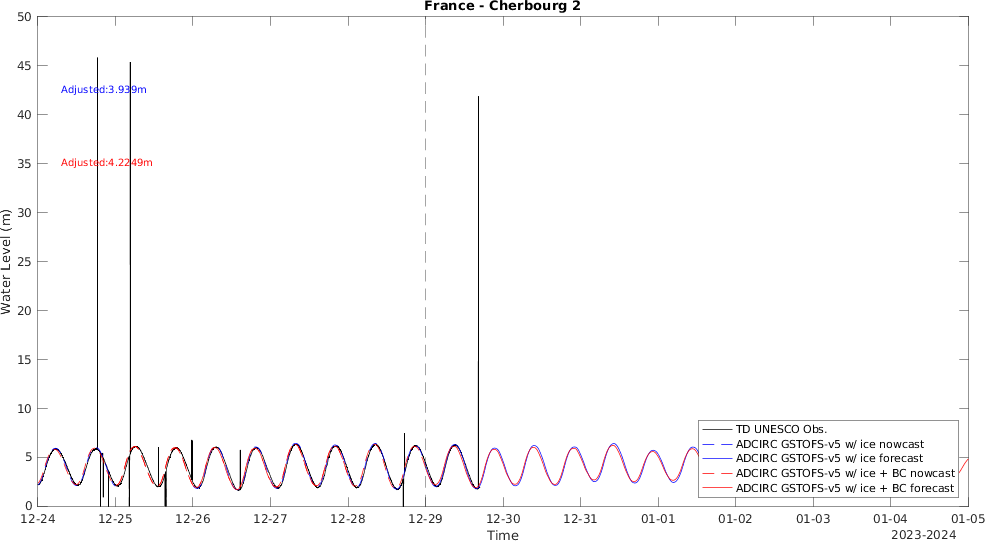 France - Cherbourg 2
50
45
40
35
30
25
20
15
10
5
0
Water Level (m)
Adjusted:3.939m
Adjusted:4.2249m
TD UNESCO Obs.
ADCIRC GSTOFS-v5 w/ ice nowcast
ADCIRC GSTOFS-v5 w/ ice forecast
ADCIRC GSTOFS-v5 w/ ice + BC nowcast
ADCIRC GSTOFS-v5 w/ ice + BC forecast
12-24 12-25 12-26 12-27 12-28 12-29 12-30 12-31 01-01 01-02 01-03 01-04 01-05
Time
2023-2024